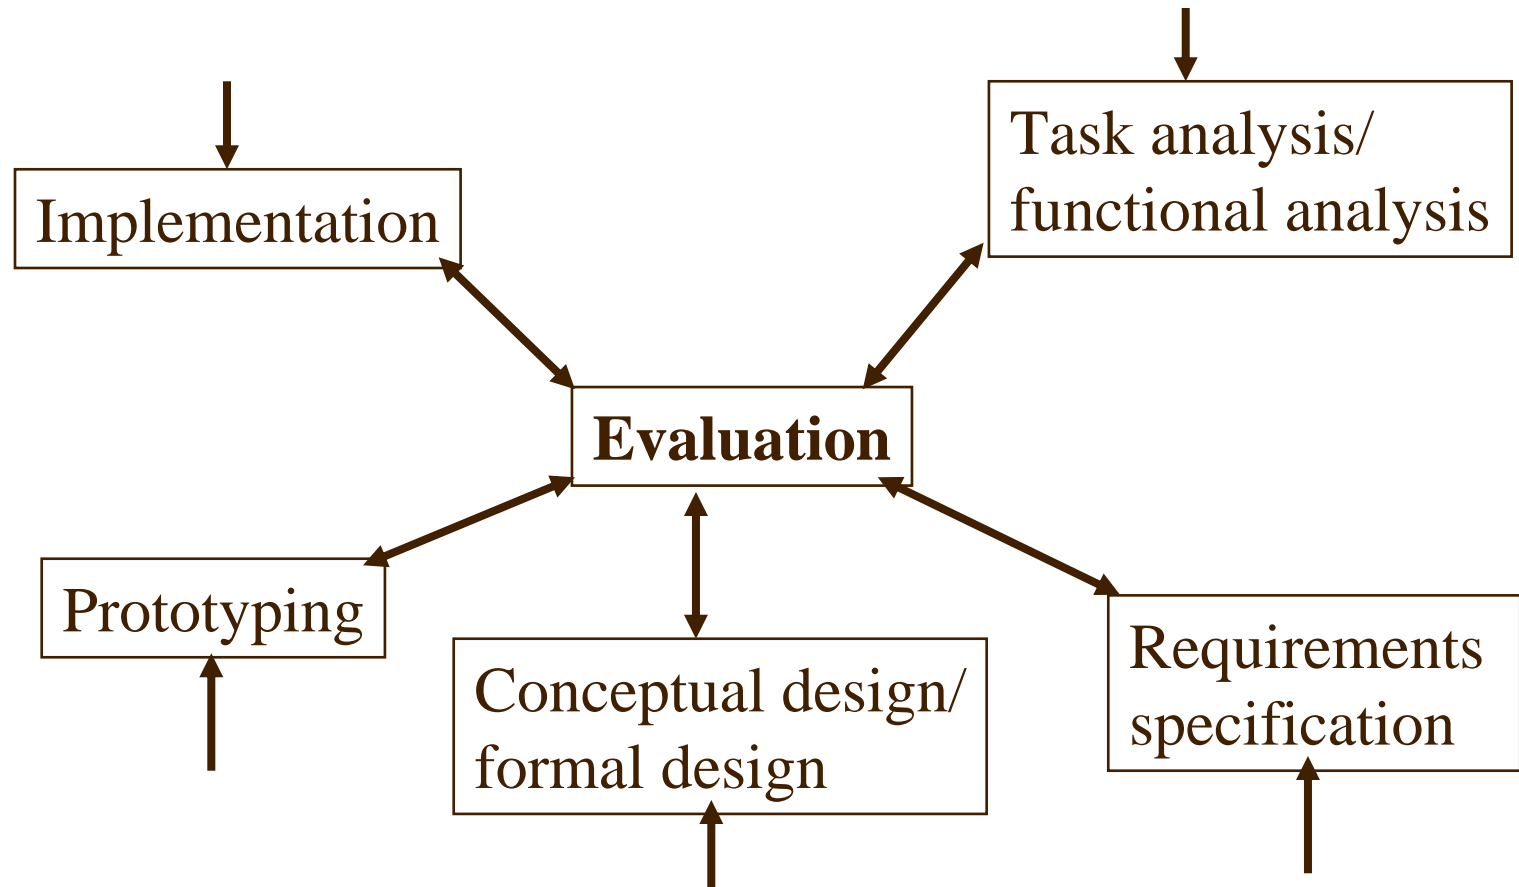 Task analysis/
functional analysis
Implementation
Evaluation
Prototyping
Conceptual design/
formal design
Requirements
specification